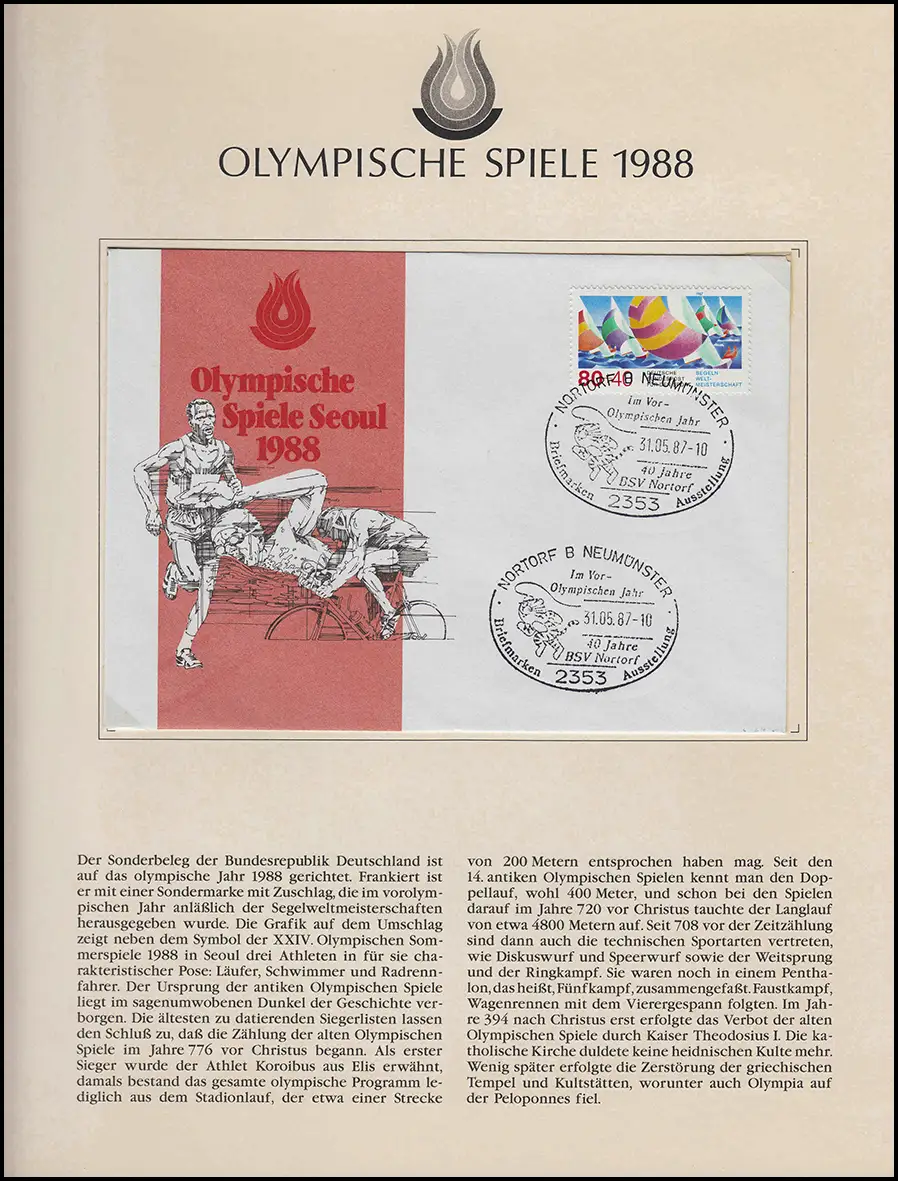 OLYMPISCHE SPIELE 1988
Olympische
Spiele Seoul
1988
80+40
DEUTSCHE
SEGELN
WELT-
MEISTERSCHAFT
NORTORF B NEUMÜNSTER
Im Vor-
Olympischen Jahr
31.05.87-10
40 Jahre
BSV Nortorf
Briefmarken 2353 Ausstellung
NORTORF B NEUMÜNSTER
Im Vor-
Olympischen Jahr
31.05.87-10
40 Jahre
BSV Nortorf
Briefmarken 2353 Ausstellung
Der Sonderbeleg der Bundesrepublik Deutschland ist
auf das olympische Jahr 1988 gerichtet. Frankiert ist
er mit einer Sondermarke mit Zuschlag, die im vorolym-
pischen Jahr anläßlich der Segelweltmeisterschaften
herausgegeben wurde. Die Grafik auf dem Umschlag
zeigt neben dem Symbol der XXIV. Olympischen Som-
merspiele 1988 in Seoul drei Athleten in für sie cha-
rakteristischer Pose: Läufer, Schwimmer und Radrenn-
fahrer. Der Ursprung der antiken Olympischen Spiele
liegt im sagenumwobenen Dunkel der Geschichte ver-
borgen. Die ältesten zu datierenden Siegerlisten lassen
den Schluß zu, daß die Zählung der alten Olympischen
Spiele im Jahre 776 vor Christus begann. Als erster
Sieger wurde der Athlet Koroibus aus Elis erwähnt,
damals bestand das gesamte olympische Programm le-
diglich aus dem Stadionlauf, der etwa einer Strecke
von 200 Metern entsprochen haben mag. Seit den
14. antiken Olympischen Spielen kennt man den Dop-
pellauf, wohl 400 Meter, und schon bei den Spielen
darauf im Jahre 720 vor Christus tauchte der Langlauf
von etwa 4800 Metern auf. Seit 708 vor der Zeitzählung
sind dann auch die technischen Sportarten vertreten,
wie Diskuswurf und Speerwurf sowie der Weitsprung
und der Ringkampf. Sie waren noch in einem Pentha-
lon, das heißt, Fünfkampf, zusammengefaßt. Faustkampf,
Wagenrennen mit dem Vierergespann folgten. Im Jah-
re 394 nach Christus erst erfolgte das Verbot der alten
Olympischen Spiele durch Kaiser Theodosius I. Die ka-
tholische Kirche duldete keine heidnischen Kulte mehr.
Wenig später erfolgte die Zerstörung der griechischen
Tempel und Kultstätten, worunter auch Olympia auf
der Peloponnes fiel.